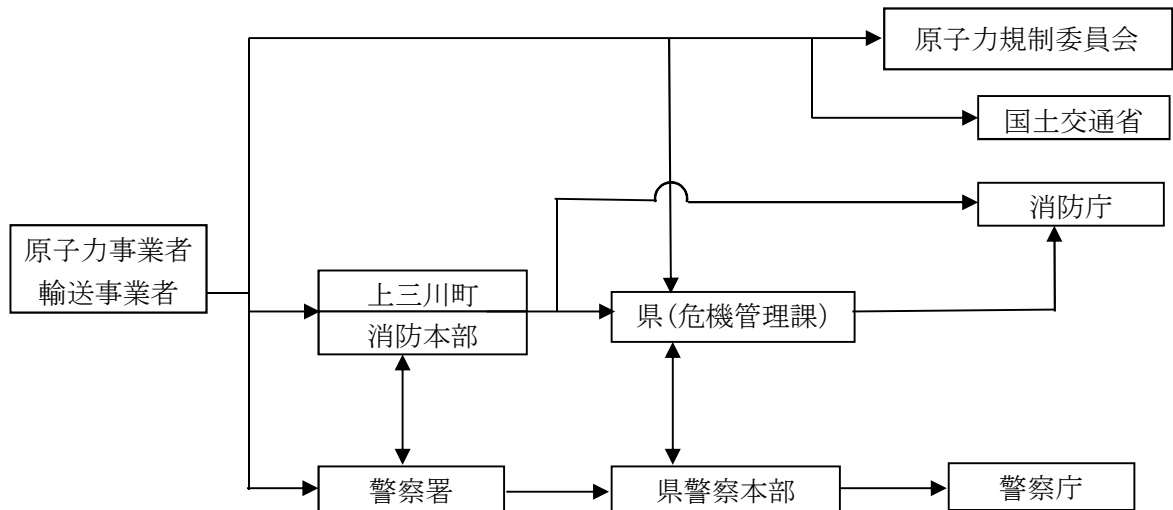 原子力規制委員会
国土交通省
消防庁
原子力事業者
輸送事業者
上三川町
消防本部
県（危機管理課）
警察署
県警察本部
警察庁